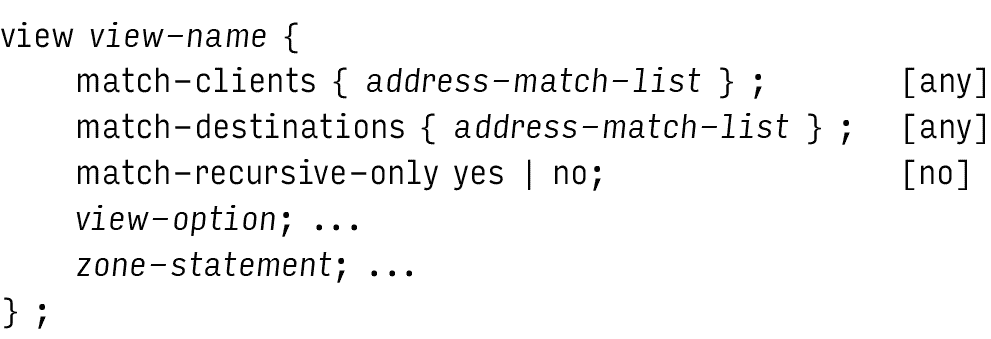 view view-name {
match-clients { address-match-list } ; [any]
match-destinations { address-match-list } ; [any]
match-recursive-only yes | no; [no]
view-option; ...
zone-statement; ...
} ;